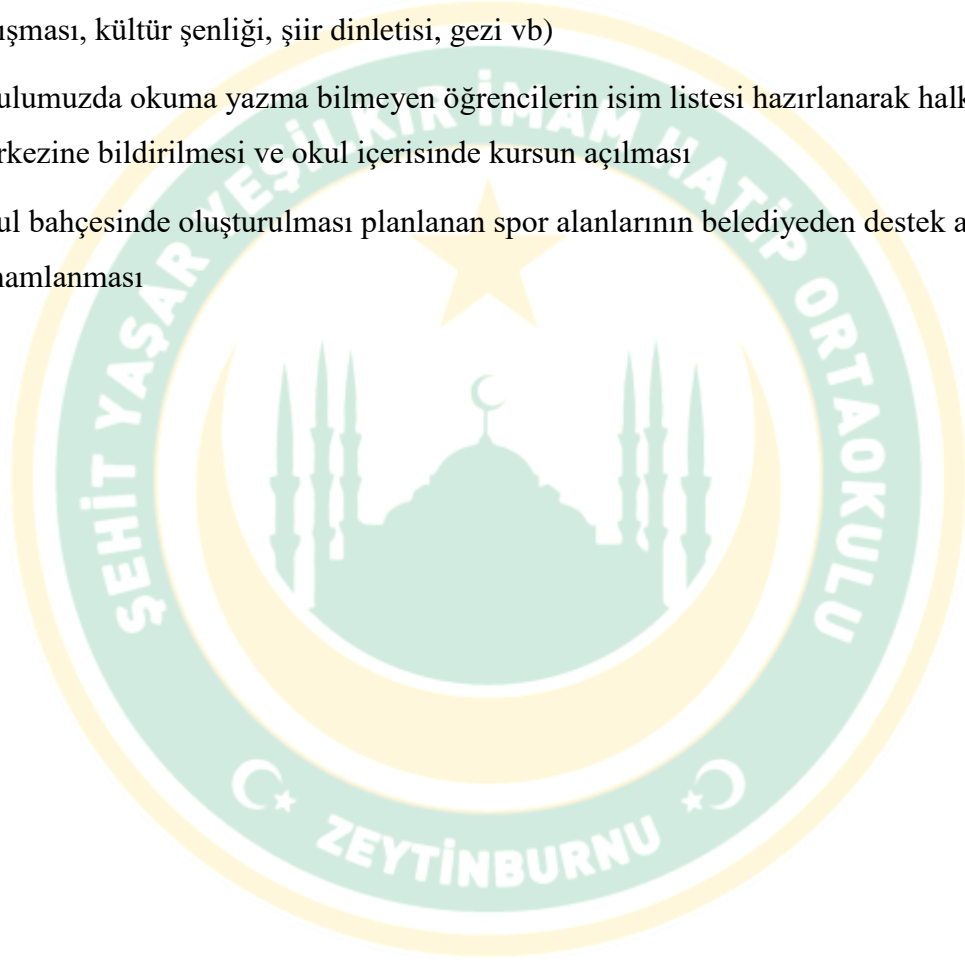 ışması, kültür şenliği, şiir dinletisi, gezi vb)
ulumuzda okuma yazma bilmeyen öğrencilerin isim listesi hazırlanarak halk
rkezine bildirilmesi ve okul içerisinde kursun açılması
ul bahçesinde oluşturulması planlanan spor alanlarının belediyeden destek a
namlanması
ŞEHİT YAŞAR YEŞİLKIR İMAM HATİP ORTAOKULU
ZEYTİNBURNU